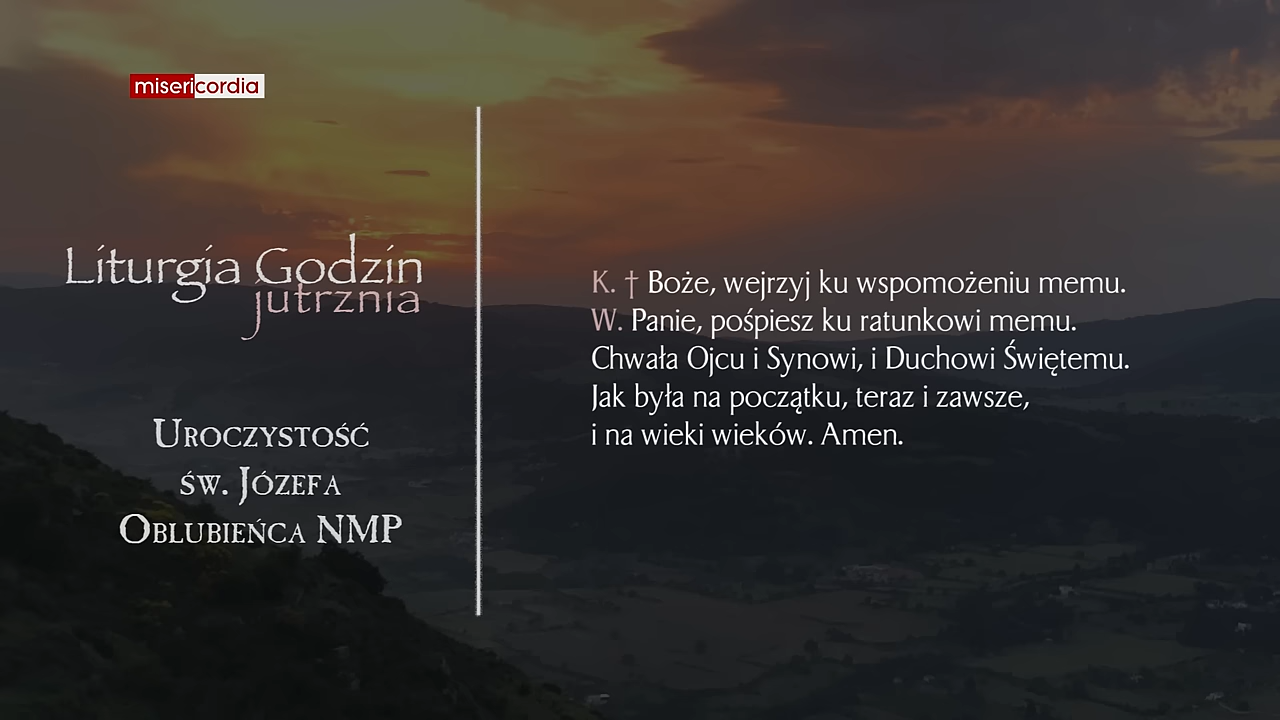 misericordia
Liturgia Godzin
jutrznia
Uroczystość
św. Józefa
Oblubieńca NMP
K. † Boże, wejrzyj ku wspomożeniu memu.
W. Panie, pośpiesz ku ratunkowi memu.
Chwała Ojcu i Synowi, i Duchowi Świętemu.
Jak była na początku, teraz i zawsze,
i na wieki wieków. Amen.